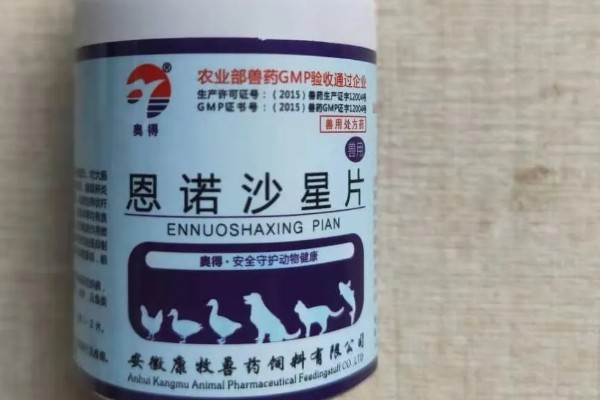 ®
奥得
农业部兽药GMP验收通过企业
生产许可证号：（2015）兽药生产证字12004号
GMP证书号：（2015）兽药GMP证字12004号
兽用处方药
兽用
恩诺沙星片
ENNUOSHAXING PIAN
奥得·安全守护动物健康
安徽康牧兽药饲料有限公司
Anhui Kangmu Animal Pharmaceutical Feedingstuff CO.,LTD